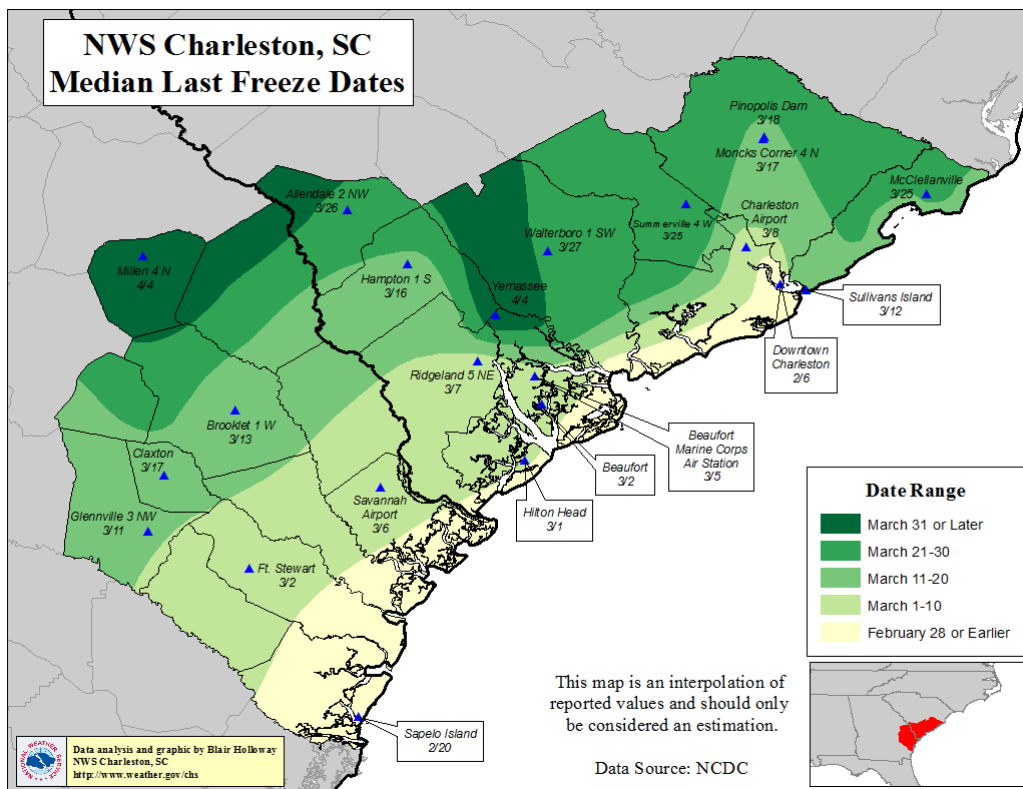 NWS Charleston, SC
Median Last Freeze Dates
Pinopolis Dam
3/18
Moncks Corner 4 N
3/17
McClellanville
3/25
Allendale 2 NW
3/26
Charleston
Airport
3/8
Summerville 4 W
3/25
Walterboro 1 SW
3/27
Millen 4 N
4/4
Hampton 1 S
3/16
Yemassee
4/4
Sullivans Island
3/12
Downtown
Charleston
2/6
Ridgeland 5 NE
3/7
Brooklet 1 W
3/13
Beaufort
Marine Corps
Air Station
3/5
Beaufort
3/2
Claxton
3/17
Savannah
Airport
3/6
Hilton Head
3/1
Glennville 3 NW
3/11
Ft. Stewart
3/2
Sapelo Island
2/20
Date Range
March 31 or Later
March 21-30
March 11-20
March 1-10
February 28 or Earlier
This map is an interpolation of
reported values and should only
be considered an estimation.
Data Source: NCDC
NATIONAL WEATHER SERVICE
Data analysis and graphic by Blair Holloway
NWS Charleston, SC
http://www.weather.gov/chs